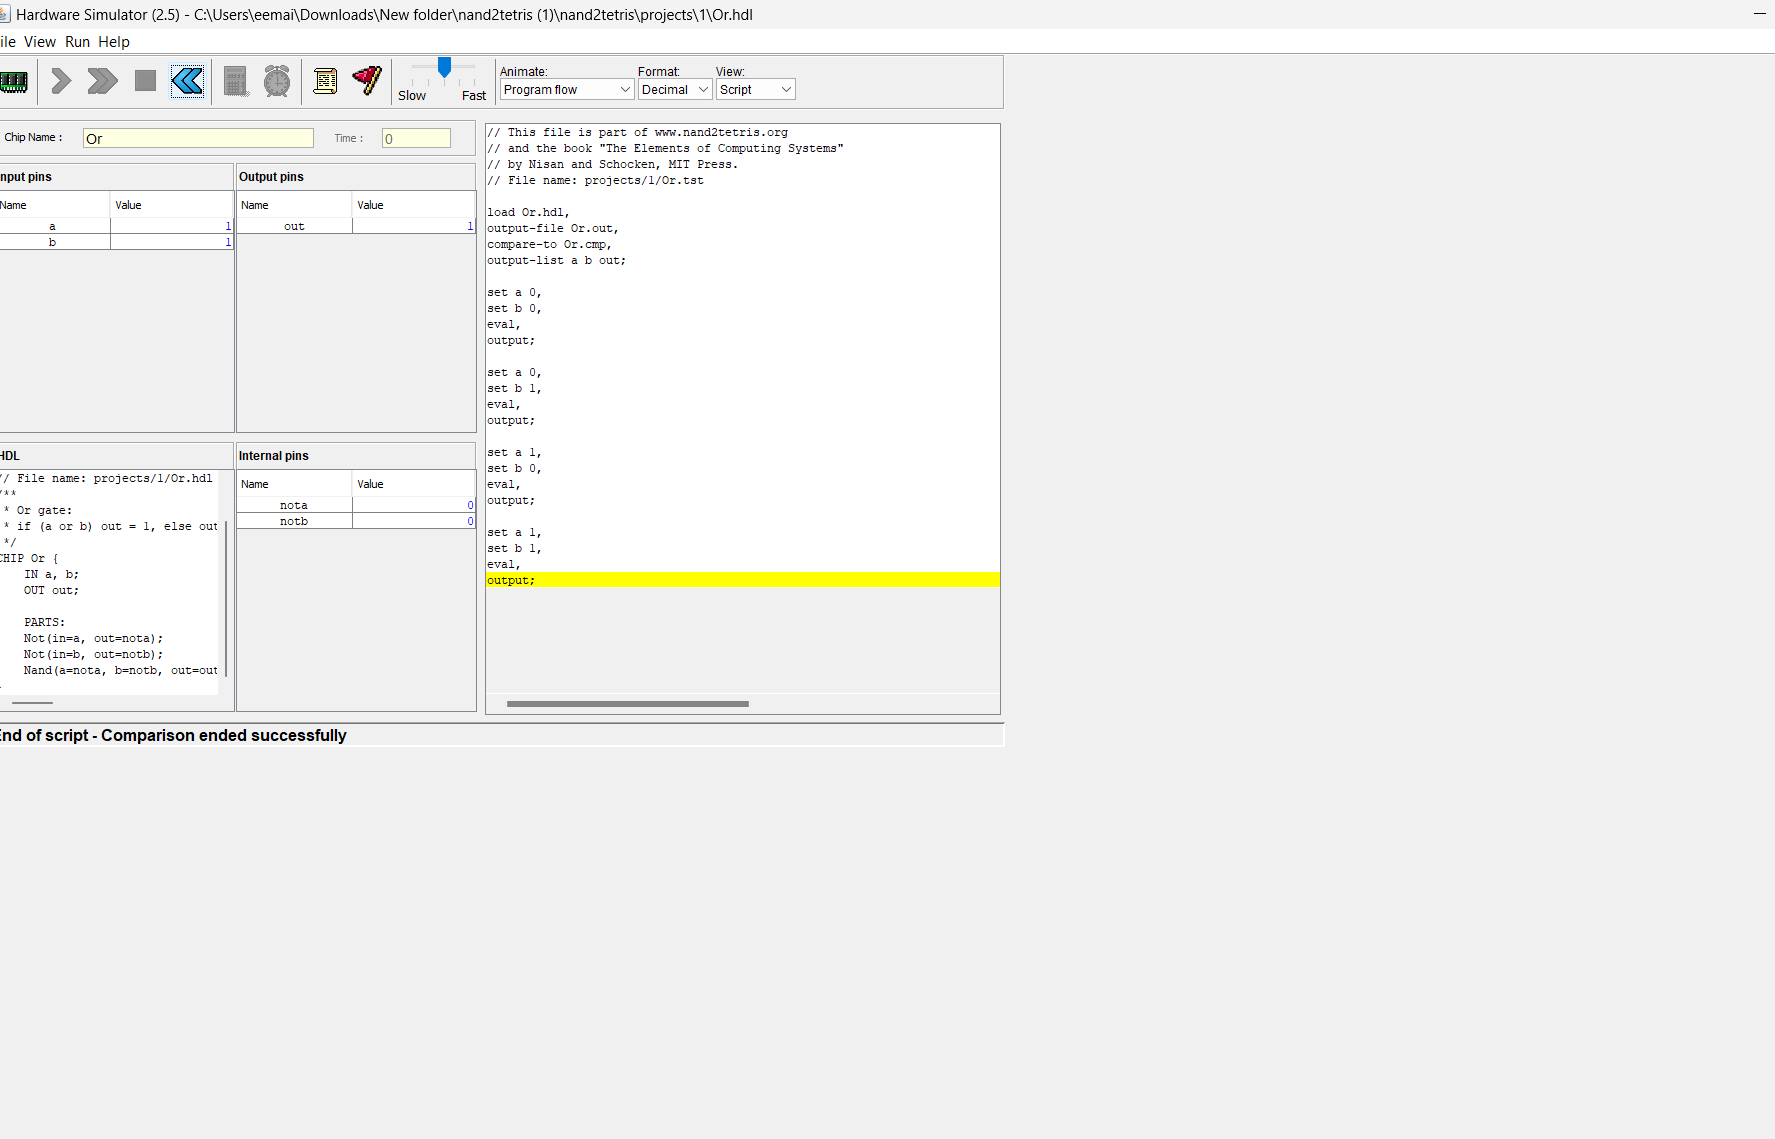 Hardware Simulator (2.5) - C:\Users\eemai\Downloads\New folder\nand2tetris (1)\nand2tetris\projects\1\Or.hdl
ile View Run Help
Slow Fast
Animate:
Program flow
Format:
Decimal
View:
Script
Chip Name :
Or
Time :
0
nput pins
Name Value
a 1
b 1
Output pins
Name Value
out 1
HDL
// File name: projects/1/Or.hdl
/**
* Or gate:
* if (a or b) out = 1, else out
*/
CHIP Or {
IN a, b;
OUT out;
PARTS:
Not(in=a, out=nota);
Not(in=b, out=notb);
Nand(a=nota, b=notb, out=out
Internal pins
Name Value
nota 0
notb 0
// This file is part of www.nand2tetris.org
// and the book "The Elements of Computing Systems"
// by Nisan and Schocken, MIT Press.
// File name: projects/1/Or.tst
load Or.hdl,
output-file Or.out,
compare-to Or.cmp,
output-list a b out;
set a 0,
set b 0,
eval,
output;
set a 0,
set b 1,
eval,
output;
set a 1,
set b 0,
eval,
output;
set a 1,
set b 1,
eval,
output;
End of script - Comparison ended successfully